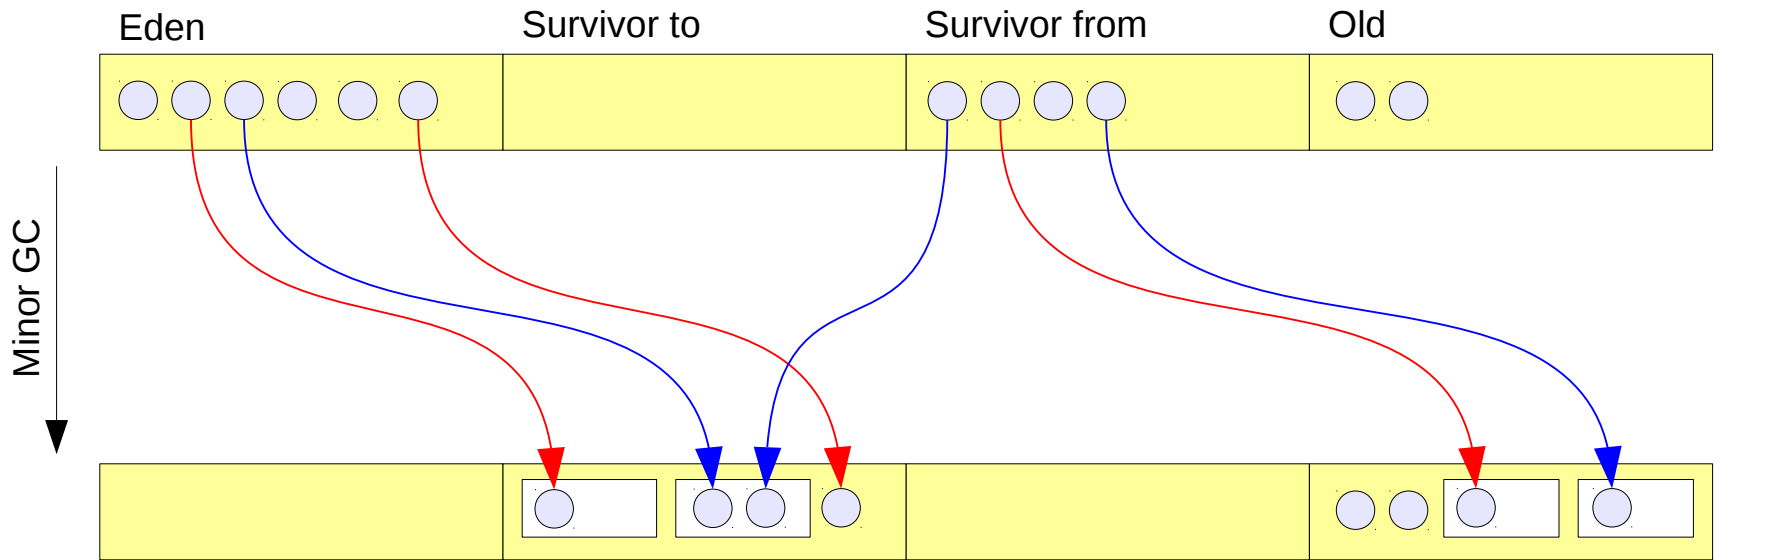 Eden
Survivor to
Survivor from
Old
Minor GC